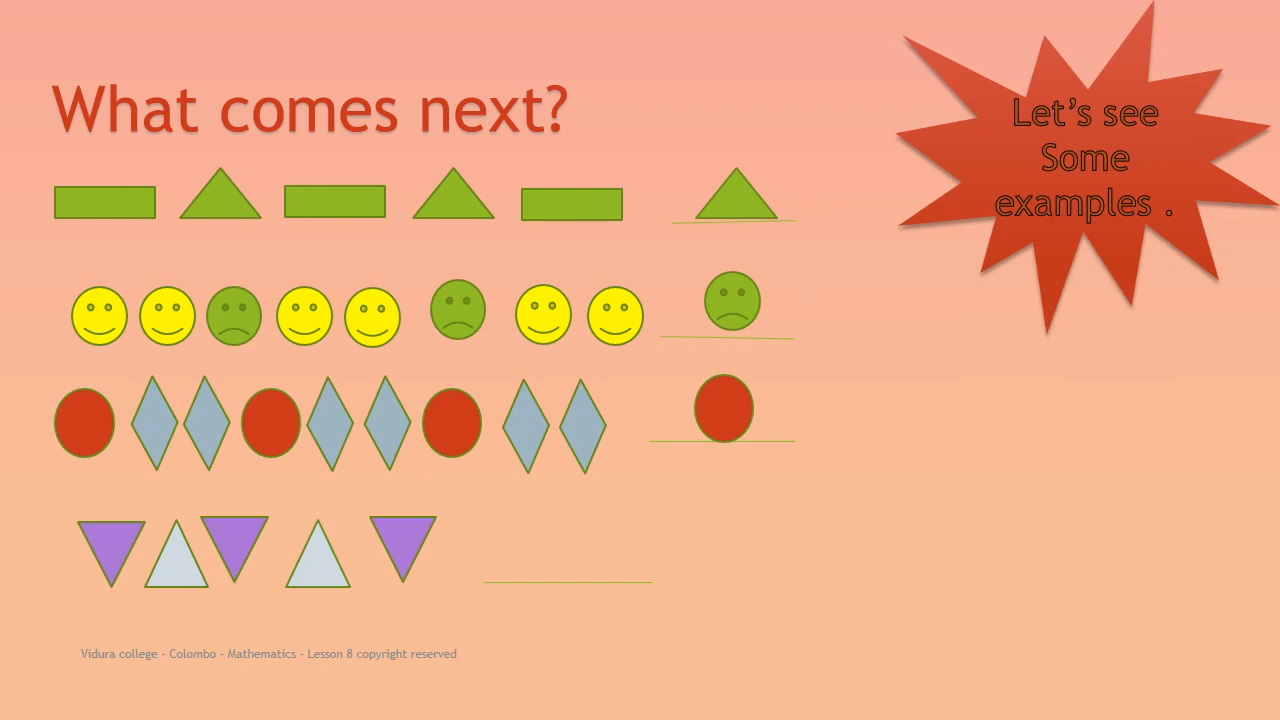 What comes next?
Let’s see
Some
examples .
Vidura college - Colombo - Mathematics - Lesson 8 copyright reserved